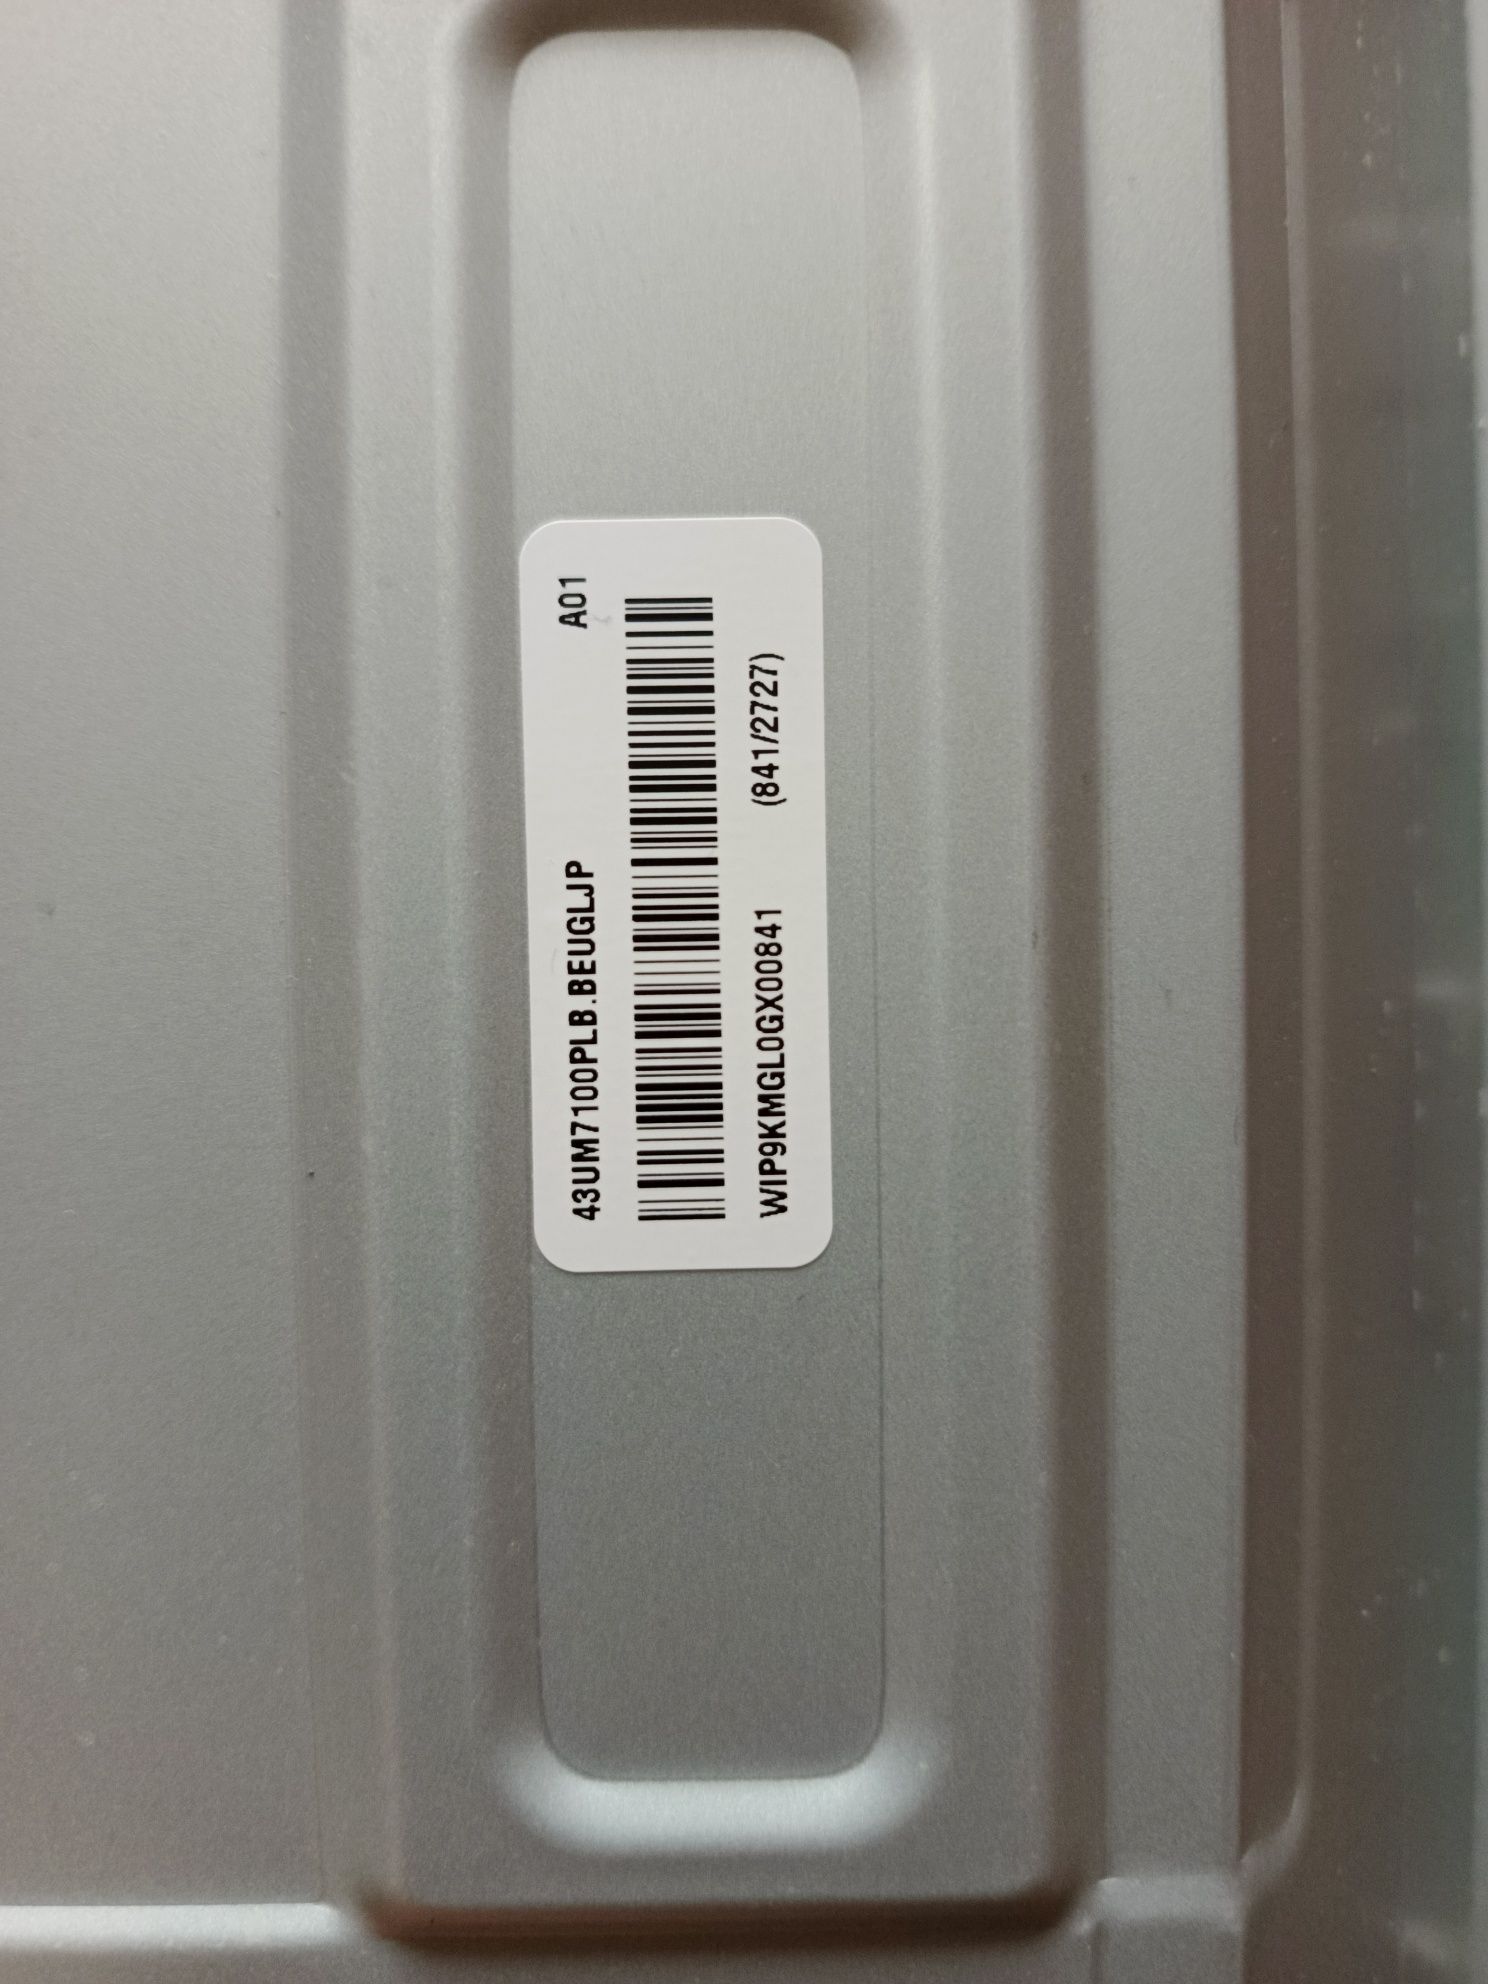 43UM7100PLB.BEUGLJP A01
WIP9KMGL0GX00841 (841/2727)